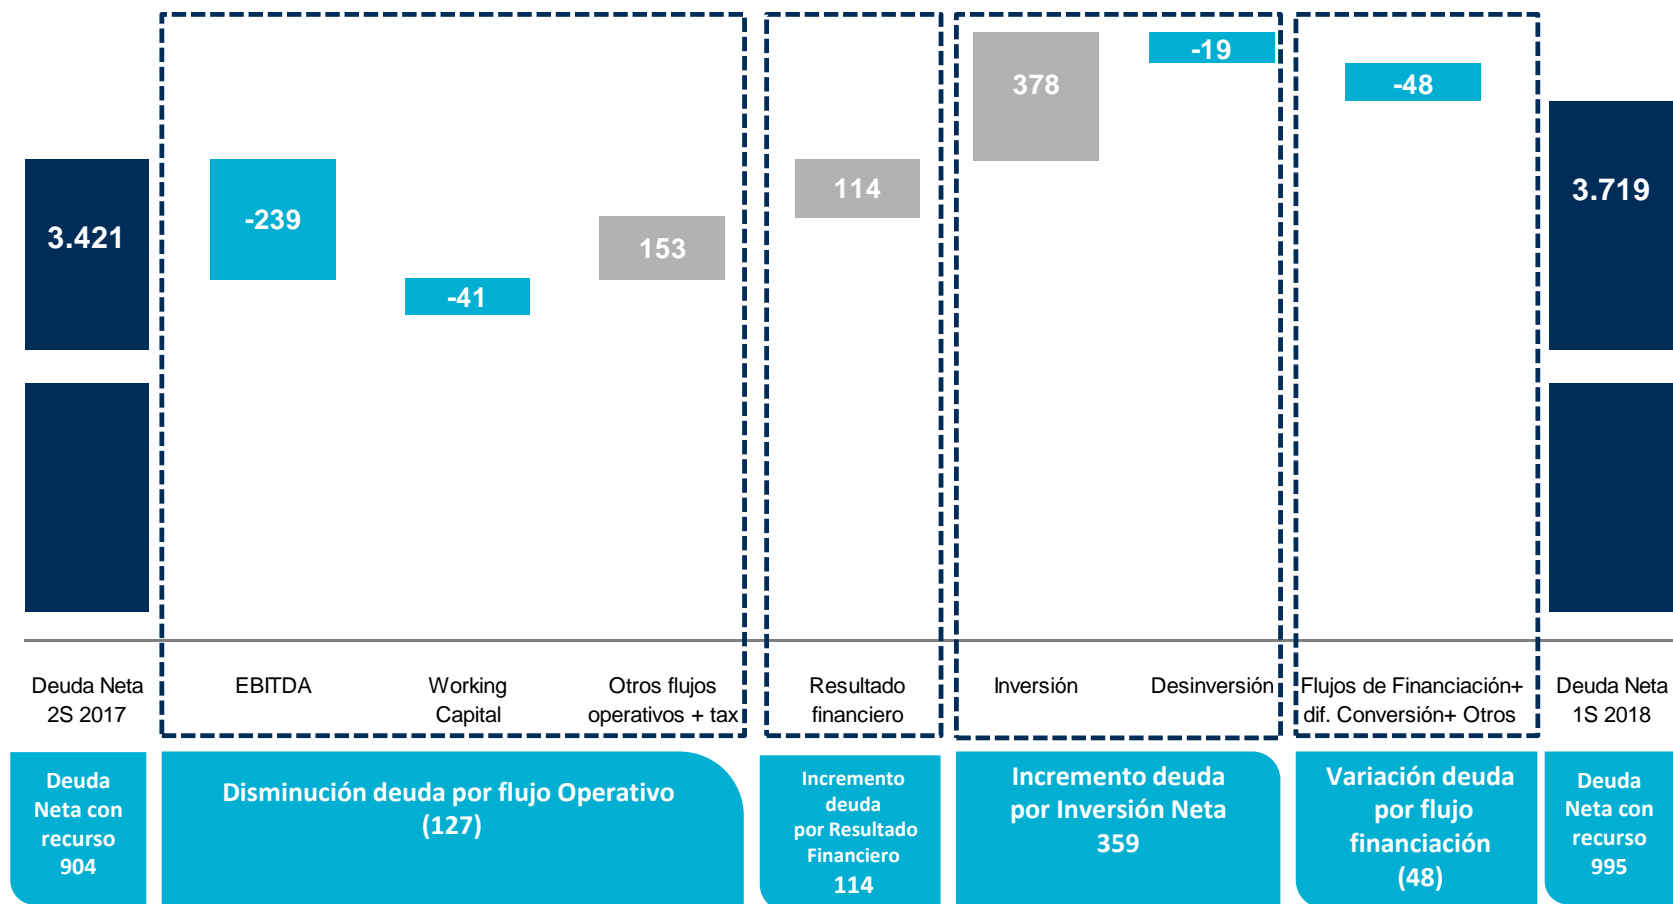 3.421
-239
-41
153
114
378
-19
-48
3.719
Deuda Neta
2S 2017
EBITDA
Working
Capital
Otros flujos
operativos + tax
Resultado
financiero
Inversión
Desinversión
Flujos de Financiación+
dif. Conversión+ Otros
Deuda Neta
1S 2018
Deuda
Neta con
recurso
904
Disminución deuda por flujo Operativo
(127)
Incremento
deuda
por Resultado
Financiero
114
Incremento deuda
por Inversión Neta
359
Variación deuda
por flujo
financiación
(48)
Deuda
Neta con
recurso
995